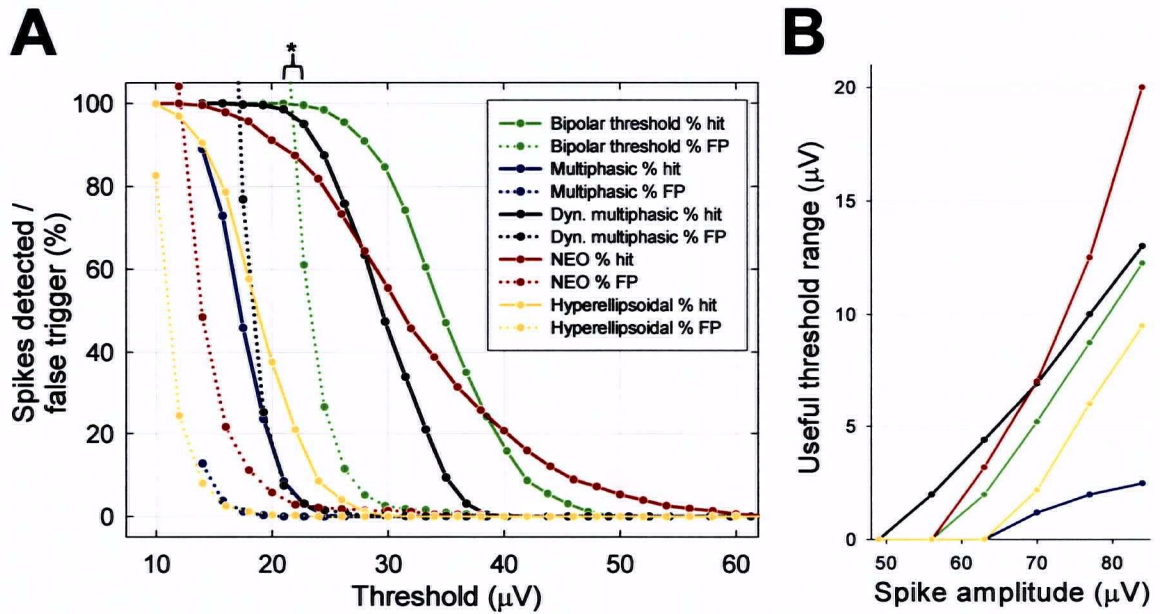 A
B
*
100
80
60
40
20
0
Spikes detected /
false trigger (%)
Bipolar threshold % hit
Bipolar threshold % FP
Multiphasic % hit
Multiphasic % FP
Dyn. multiphasic % hit
Dyn. multiphasic % FP
NEO % hit
NEO % FP
Hyperellipsoidal % hit
Hyperellipsoidal % FP
10 20 30 40 50 60
Threshold (μV)
20
15
10
5
0
Useful threshold range (μV)
50 60 70 80
Spike amplitude (μV)